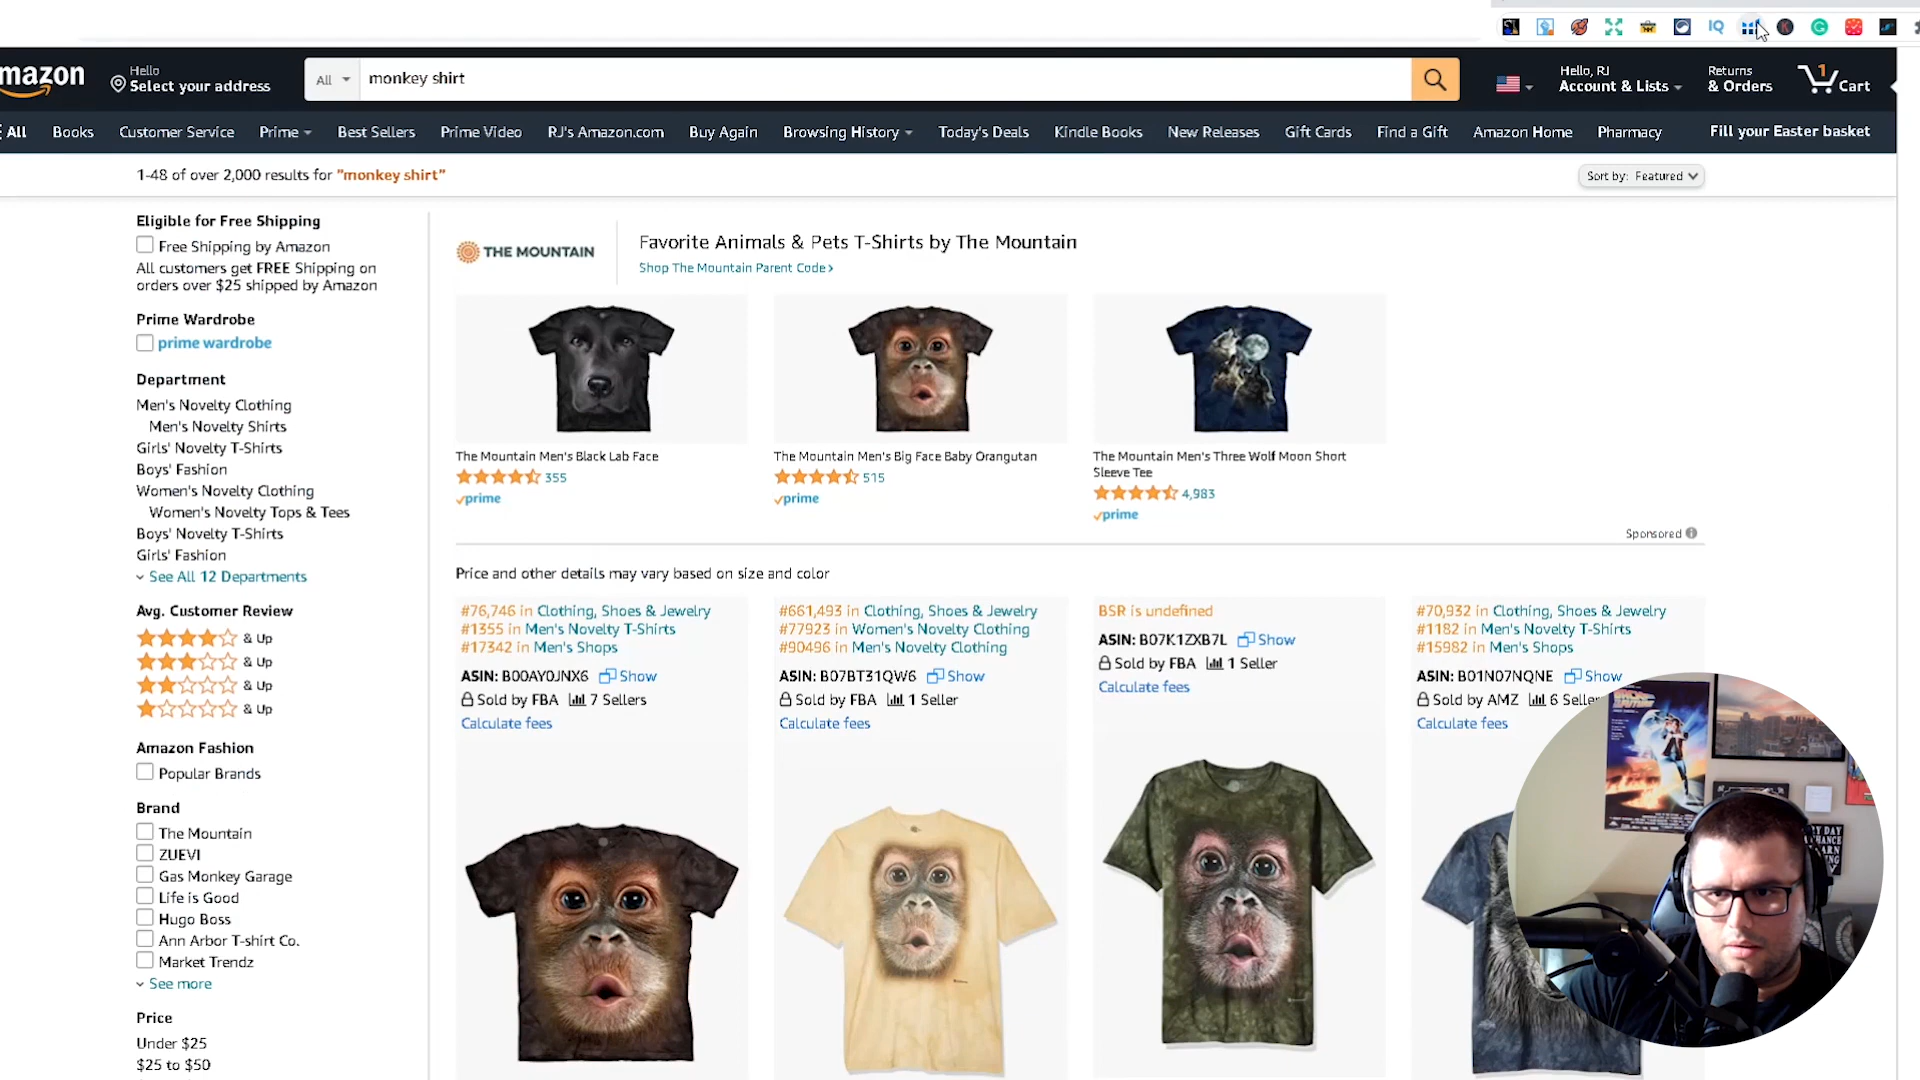 mazon
Hello
Select your address
All
monkey shirt
Hello, RJ
Account & Lists
Returns
& Orders
1
Cart
All
Books
Customer Service
Prime
Best Sellers
Prime Video
RJ's Amazon.com
Buy Again
Browsing History
Today's Deals
Kindle Books
New Releases
Gift Cards
Find a Gift
Amazon Home
Pharmacy
Fill your Easter basket
1-48 of over 2,000 results for "monkey shirt"
Sort by: Featured
Eligible for Free Shipping
Free Shipping by Amazon
All customers get FREE Shipping on
orders over $25 shipped by Amazon
Prime Wardrobe
prime wardrobe
Department
Men's Novelty Clothing
Men's Novelty Shirts
Girls' Novelty T-Shirts
Boys' Fashion
Women's Novelty Clothing
Women's Novelty Tops & Tees
Boys' Novelty T-Shirts
Girls' Fashion
See All 12 Departments
Avg. Customer Review
& Up
& Up
& Up
& Up
Amazon Fashion
Popular Brands
Brand
The Mountain
ZUEVI
Gas Monkey Garage
Life is Good
Hugo Boss
Ann Arbor T-shirt Co.
Market Trendz
See more
Price
Under $25
$25 to $50
THE MOUNTAIN
Favorite Animals & Pets T-Shirts by The Mountain
Shop The Mountain Parent Code ›
The Mountain Men's Black Lab Face
355
prime
The Mountain Men's Big Face Baby Orangutan
515
prime
The Mountain Men's Three Wolf Moon Short
Sleeve Tee
4,983
prime
Sponsored
Price and other details may vary based on size and color
#76,746 in Clothing, Shoes & Jewelry
#1355 in Men's Novelty T-Shirts
#17342 in Men's Shops
ASIN: B00AY0JNX6 Show
Sold by FBA 7 Sellers
Calculate fees
#661,493 in Clothing, Shoes & Jewelry
#77923 in Women's Novelty Clothing
#90496 in Men's Novelty Clothing
ASIN: B07BT31QW6 Show
Sold by FBA 1 Seller
Calculate fees
BSR is undefined
ASIN: B07K1ZXB7L Show
Sold by FBA 1 Seller
Calculate fees
#70,932 in Clothing, Shoes & Jewelry
#1182 in Men's Novelty T-Shirts
#15982 in Men's Shops
ASIN: B01N07NQNE Show
Sold by AMZ 6 Seller
Calculate fees
IQ
K